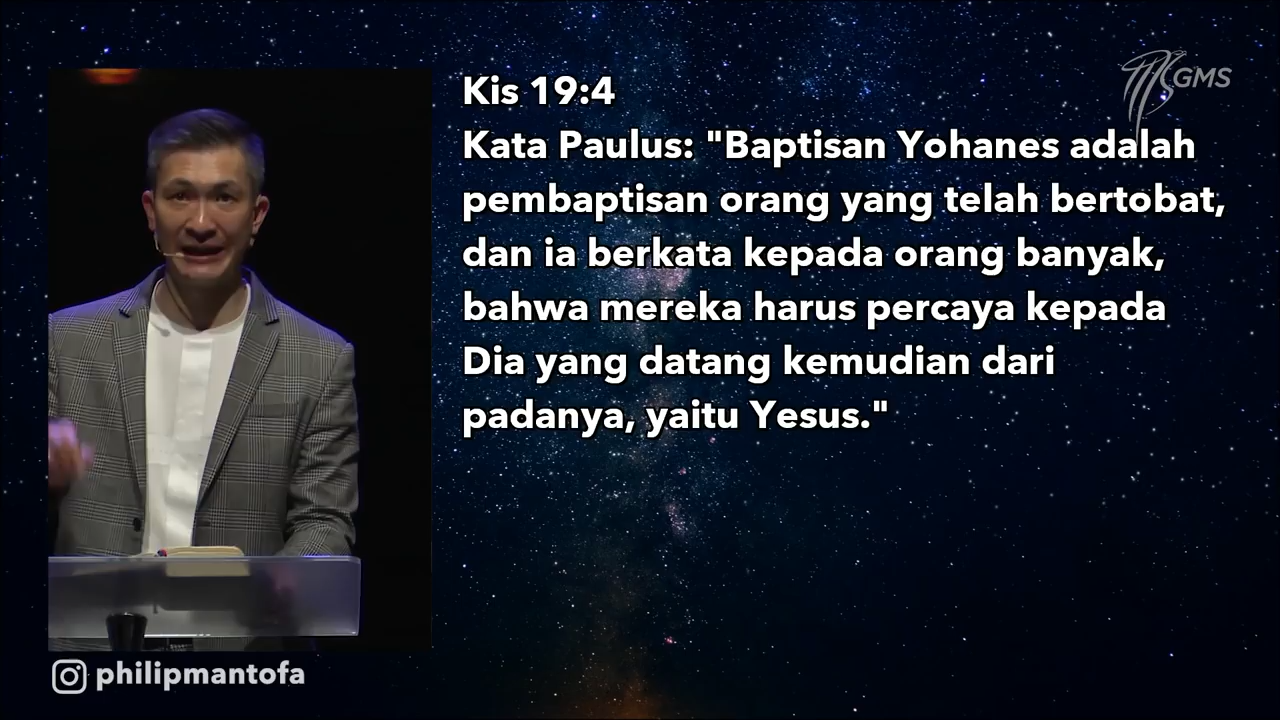 GMS
Kis 19:4
Kata Paulus: "Baptisan Yohanes adalah
pembaptisan orang yang telah bertobat,
dan ia berkata kepada orang banyak,
bahwa mereka harus percaya kepada
Dia yang datang kemudian dari
padanya, yaitu Yesus."
philipmantofa